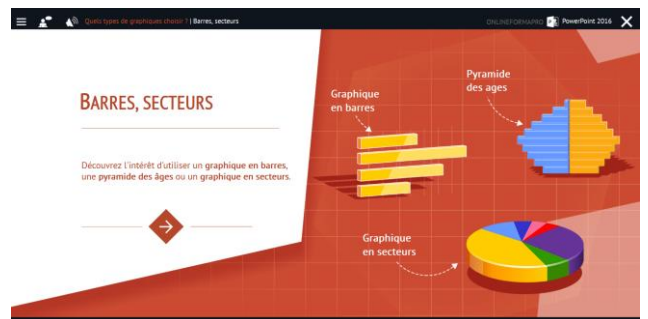 Quels types de graphiques choisir ? | Barres, secteurs
ONLINEFORMAPRO PowerPoint 2016
BARRES, SECTEURS
Découvrez l'intérêt d'utiliser un graphique en barres,
une pyramide des âges ou un graphique en secteurs.
Graphique
en barres
Pyramide
des ages
Graphique
en secteurs